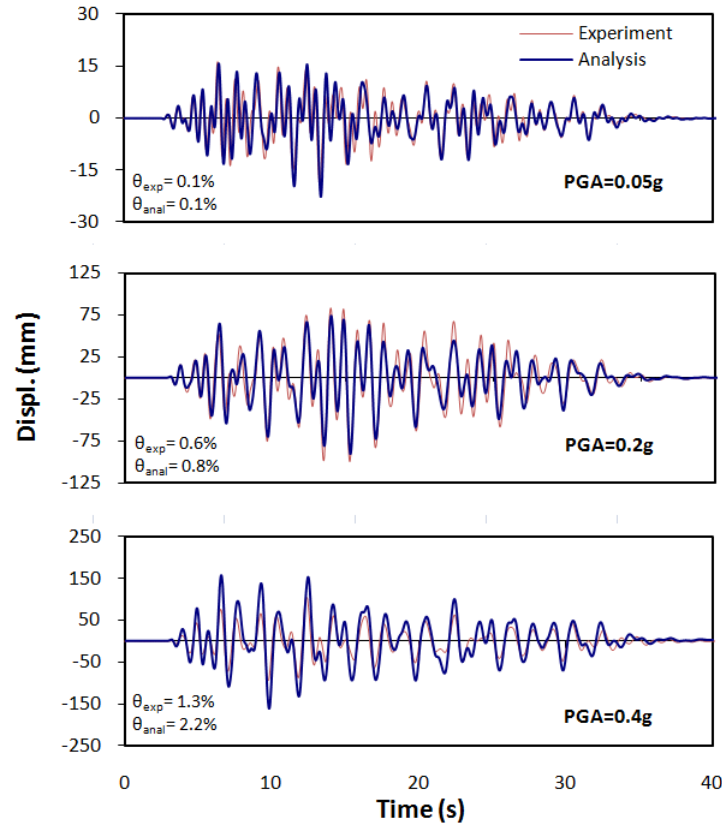 30
15
0
-15
-30
Experiment
Analysis
θexp= 0.1%
θanal= 0.1%
PGA=0.05g
125
75
25
-25
-75
-125
θexp= 0.6%
θanal= 0.8%
PGA=0.2g
Displ. (mm)
250
150
50
-50
-150
-250
θexp= 1.3%
θanal= 2.2%
PGA=0.4g
0 10 20 30 40
Time (s)